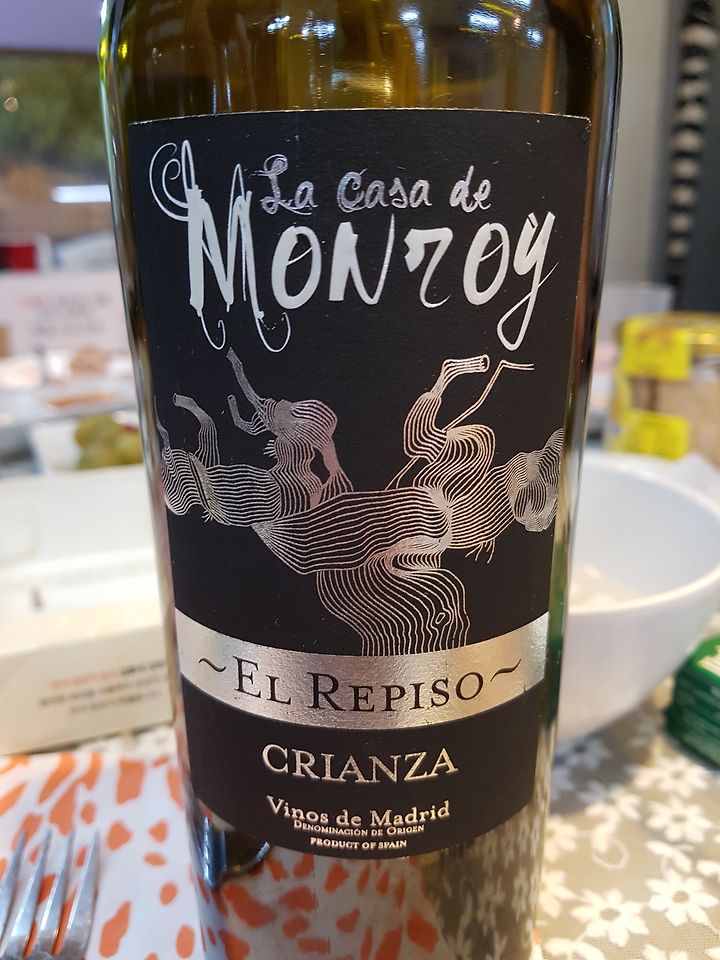 La Casa de
Monroy
~EL REPISO~
CRIANZA
Vinos de Madrid
DENOMINACIÓN DE ORIGEN
PRODUCT OF SPAIN